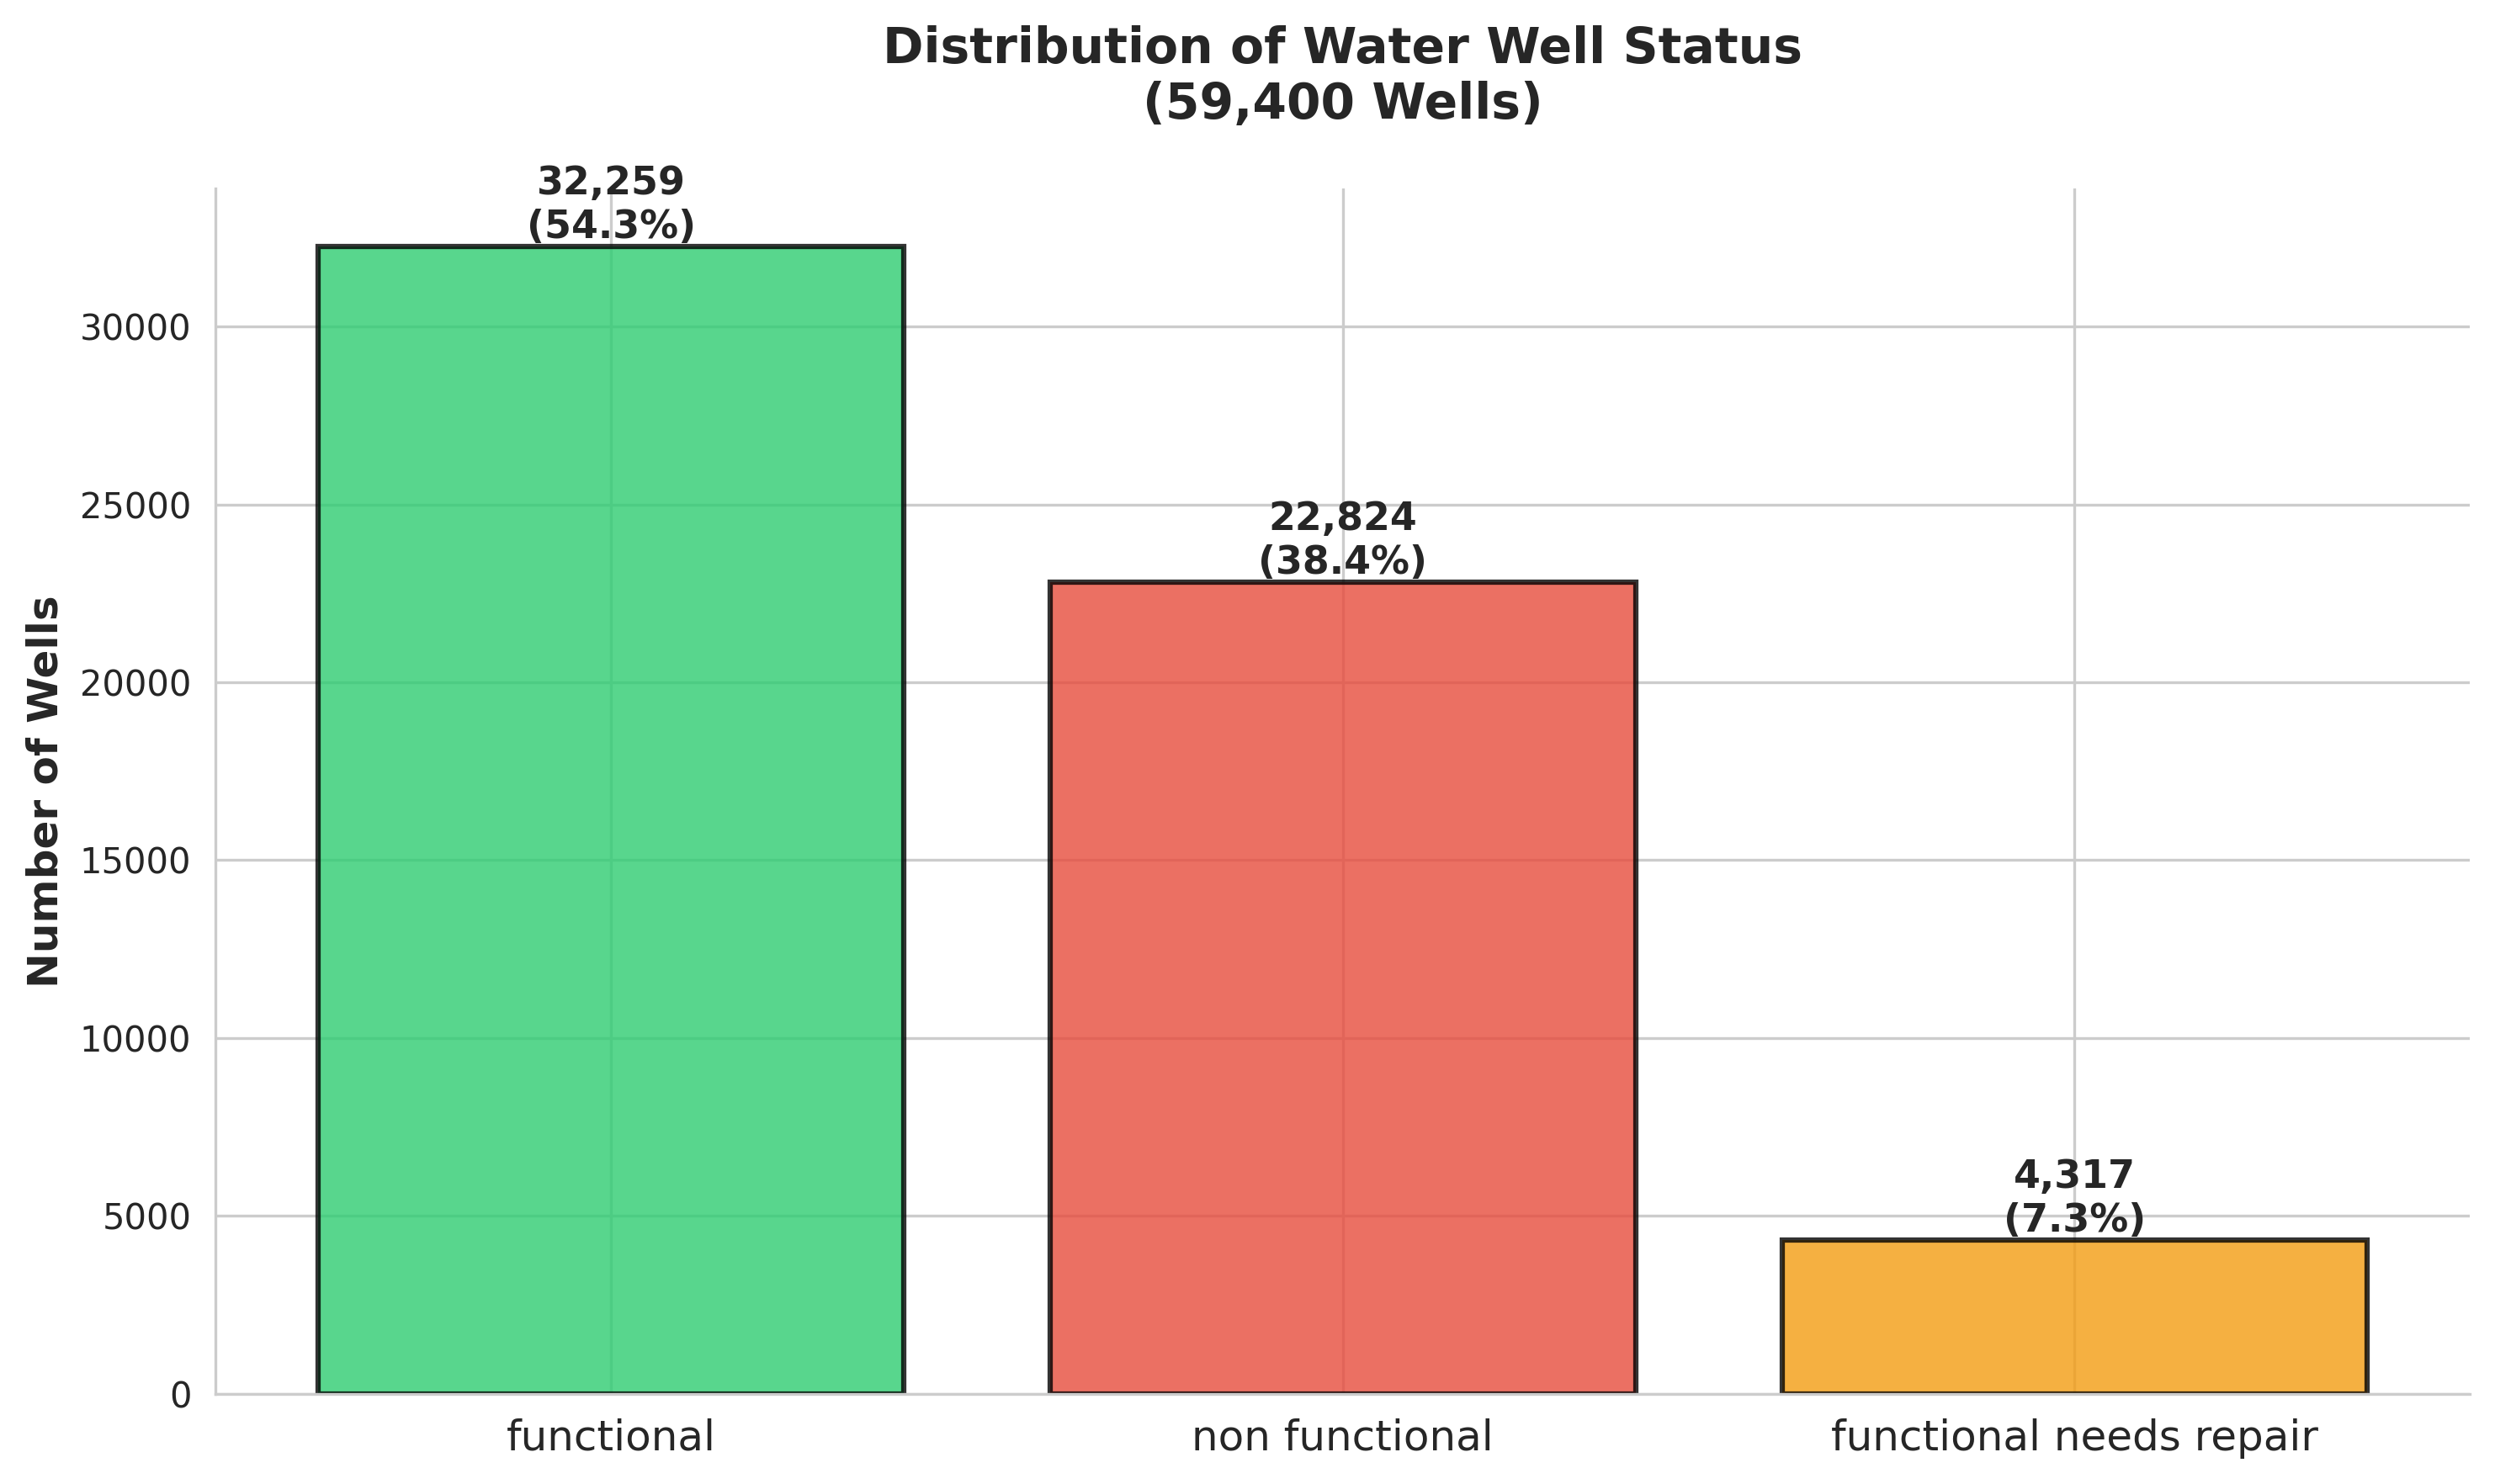 Distribution of Water Well Status
(59,400 Wells)
32,259
(54.3%)
22,824
(38.4%)
4,317
(7.3%)
Number of Wells
30000
25000
20000
15000
10000
5000
0
functional
non functional
functional needs repair